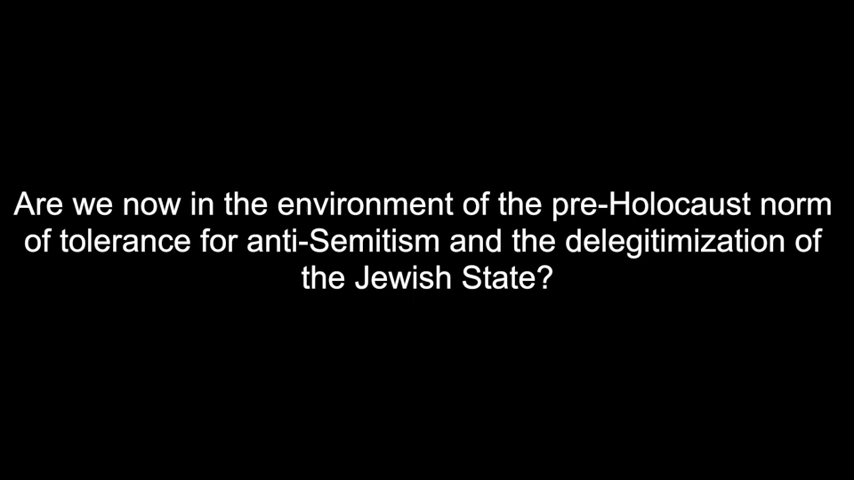 Are we now in the environment of the pre-Holocaust norm
of tolerance for anti-Semitism and the delegitimization of
the Jewish State?